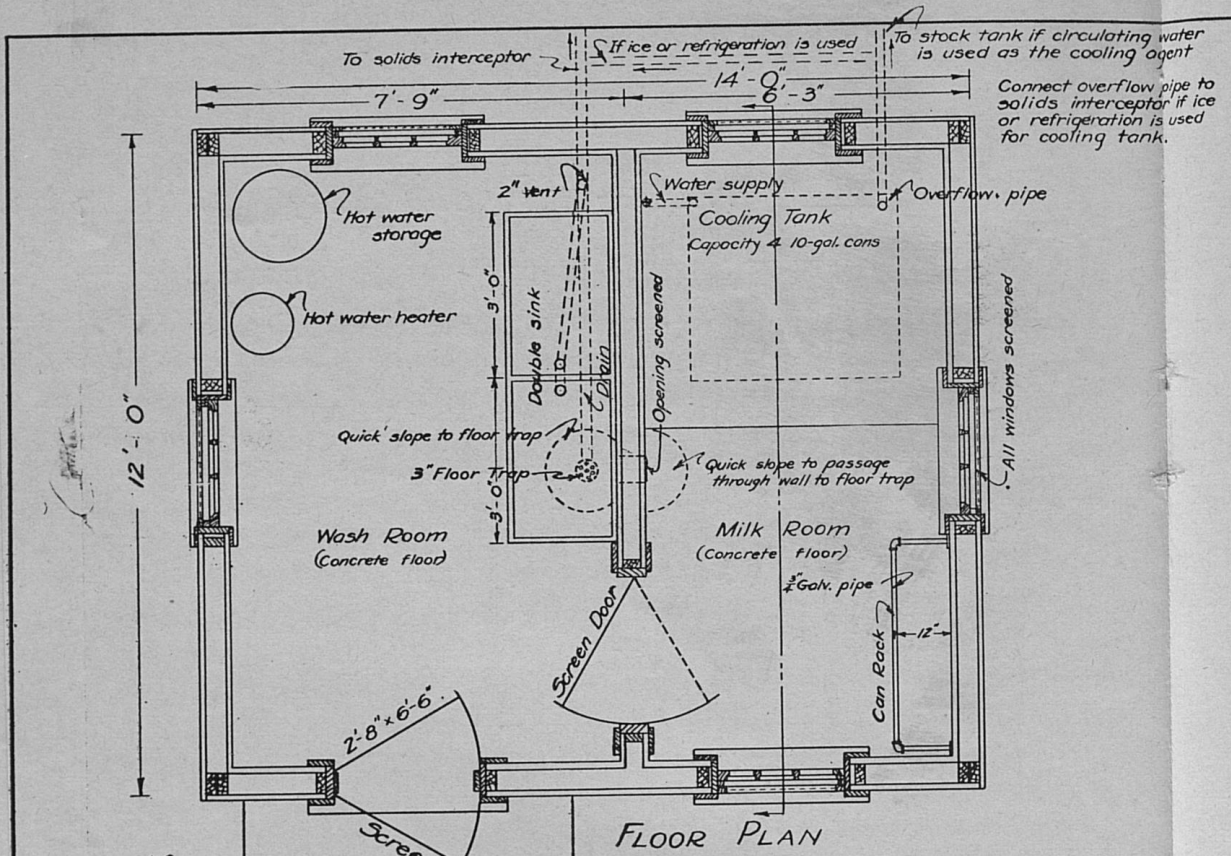 To solids interceptor
If ice or refrigeration is used
To stock tank if circulating water
is used as the cooling agent
14'-0"
7'-9"
6'-3"
Connect overflow pipe to
solids interceptor if ice
or refrigeration is used
for cooling tank.
2" Vent
Water supply
Overflow. pipe
Hot water
storage
Cooling Tank
Capacity 4 10-gal. cans
3'-0"
Hot water heater
Double sink
Drain
Opening screened
All windows screened
12'-0"
Quick slope to floor trap
3" Floor Trap
3'-0"
Quick slope to passage
through wall to floor trap
Wash Room
(Concrete floor)
Milk Room
(Concrete floor)
3/4" Galv. pipe
12"
Can Rack
Screen Door
2'-8" x 6'-6"
FLOOR PLAN